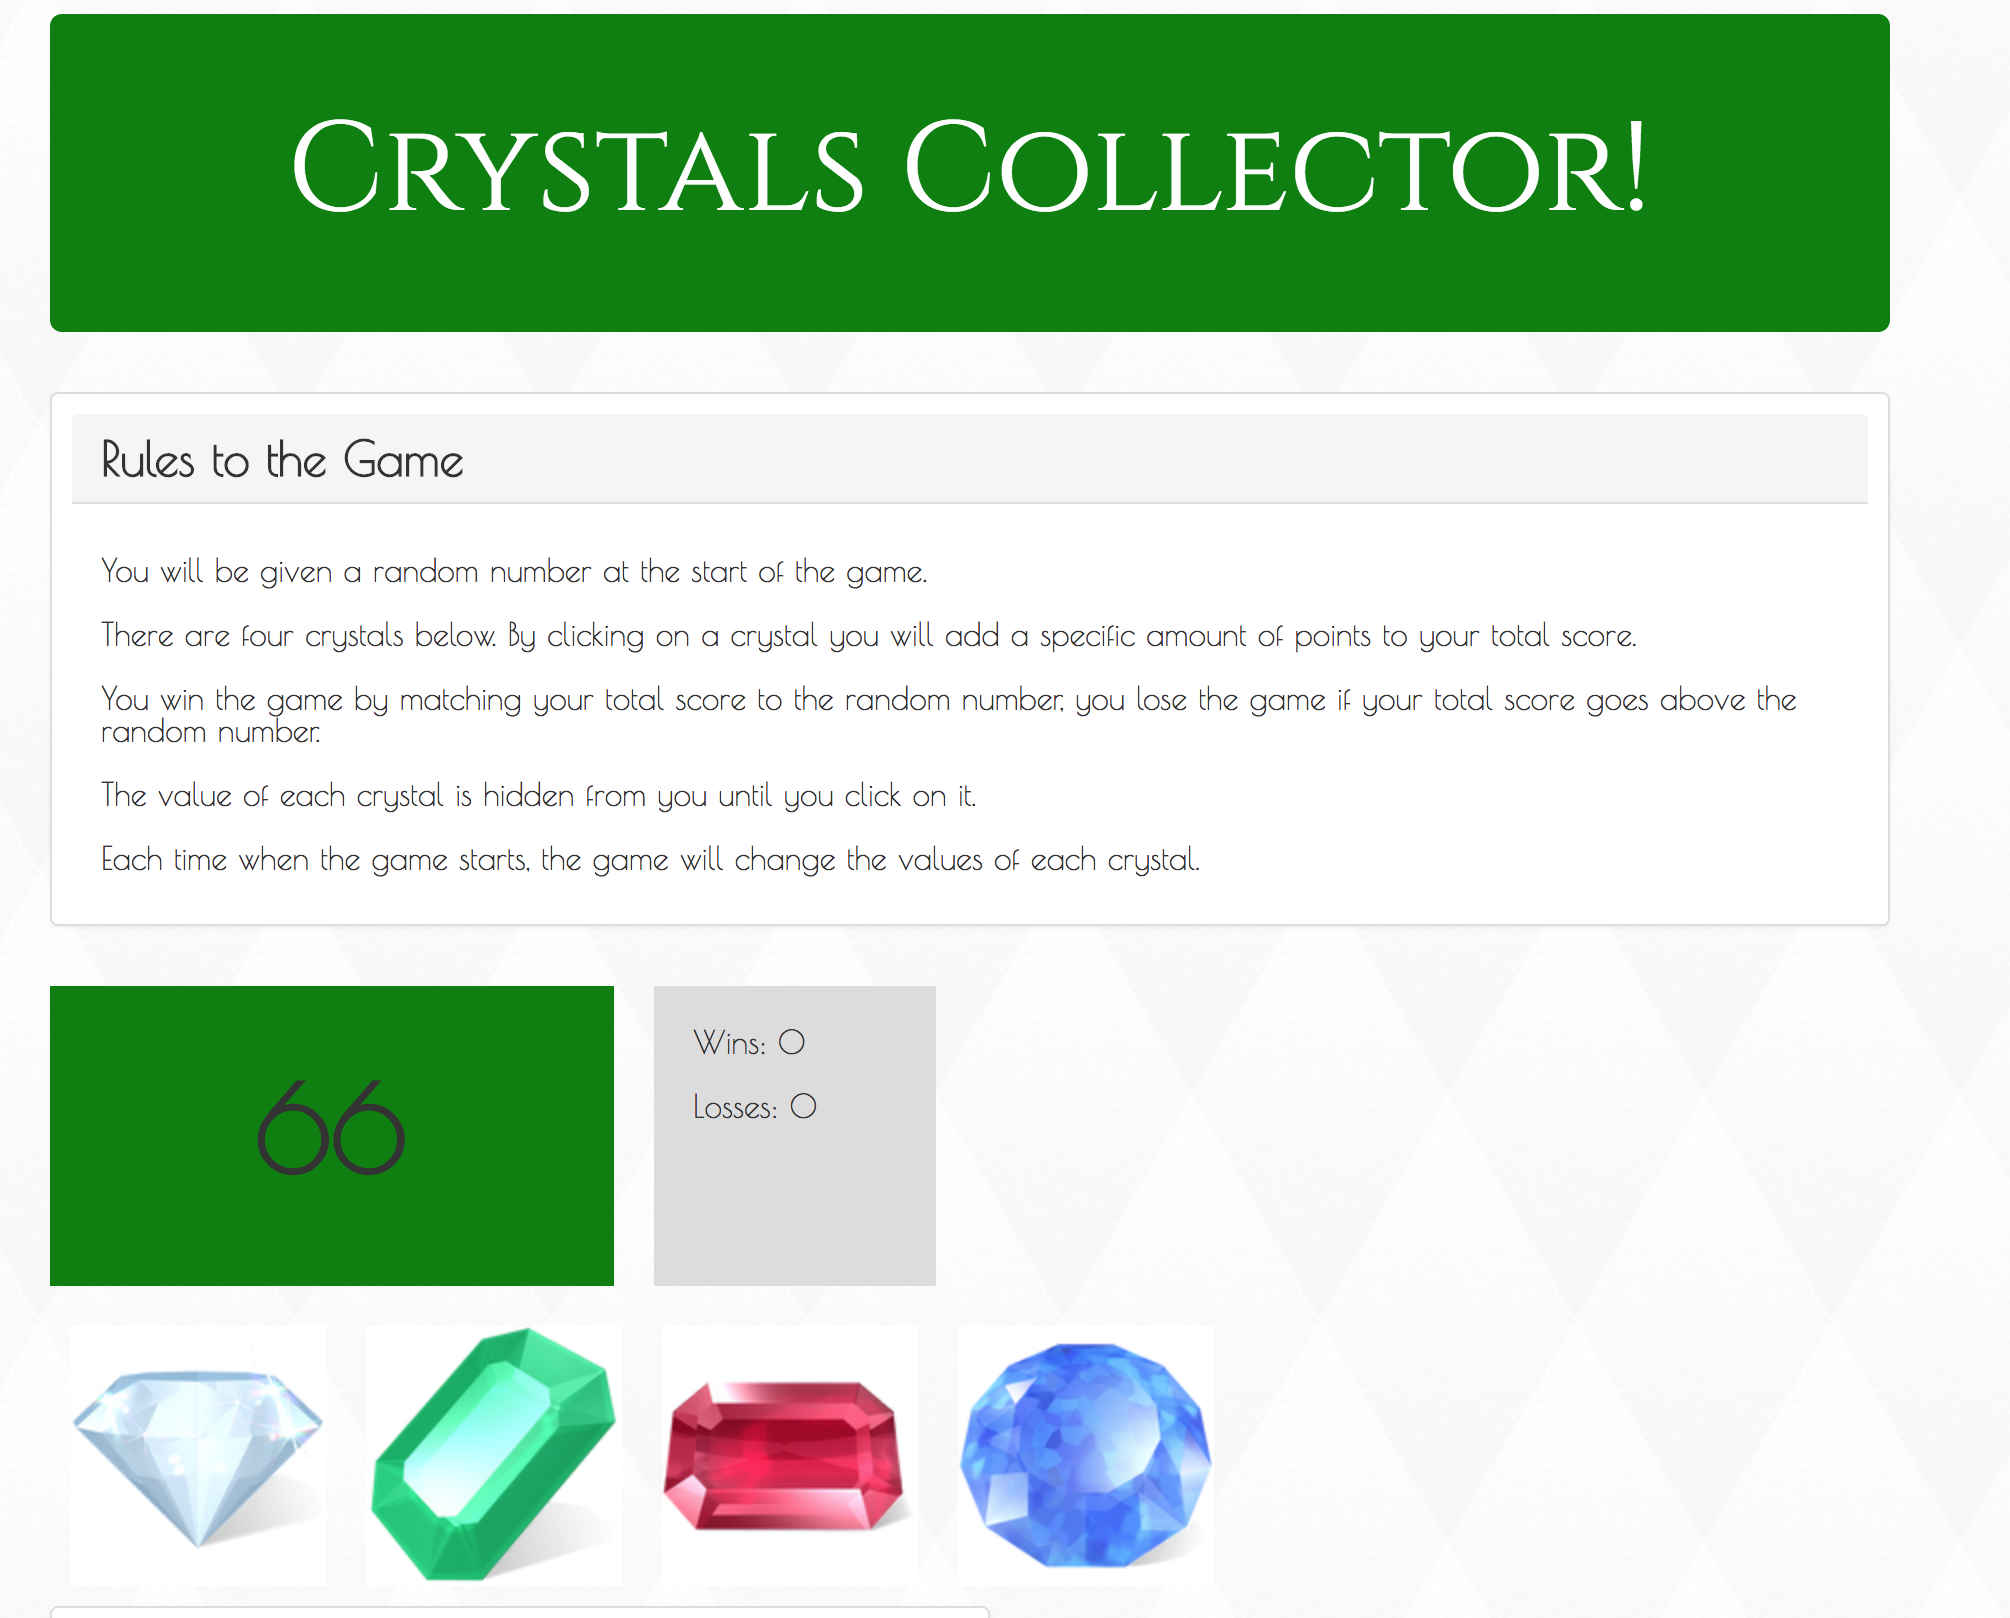 Crystals Collector!
Rules to the Game
You will be given a random number at the start of the game.
There are four crystals below. By clicking on a crystal you will add a specific amount of points to your total score.
You win the game by matching your total score to the random number, you lose the game if your total score goes above the
random number.
The value of each crystal is hidden from you until you click on it.
Each time when the game starts, the game will change the values of each crystal.
66
Wins: 0
Losses: 0